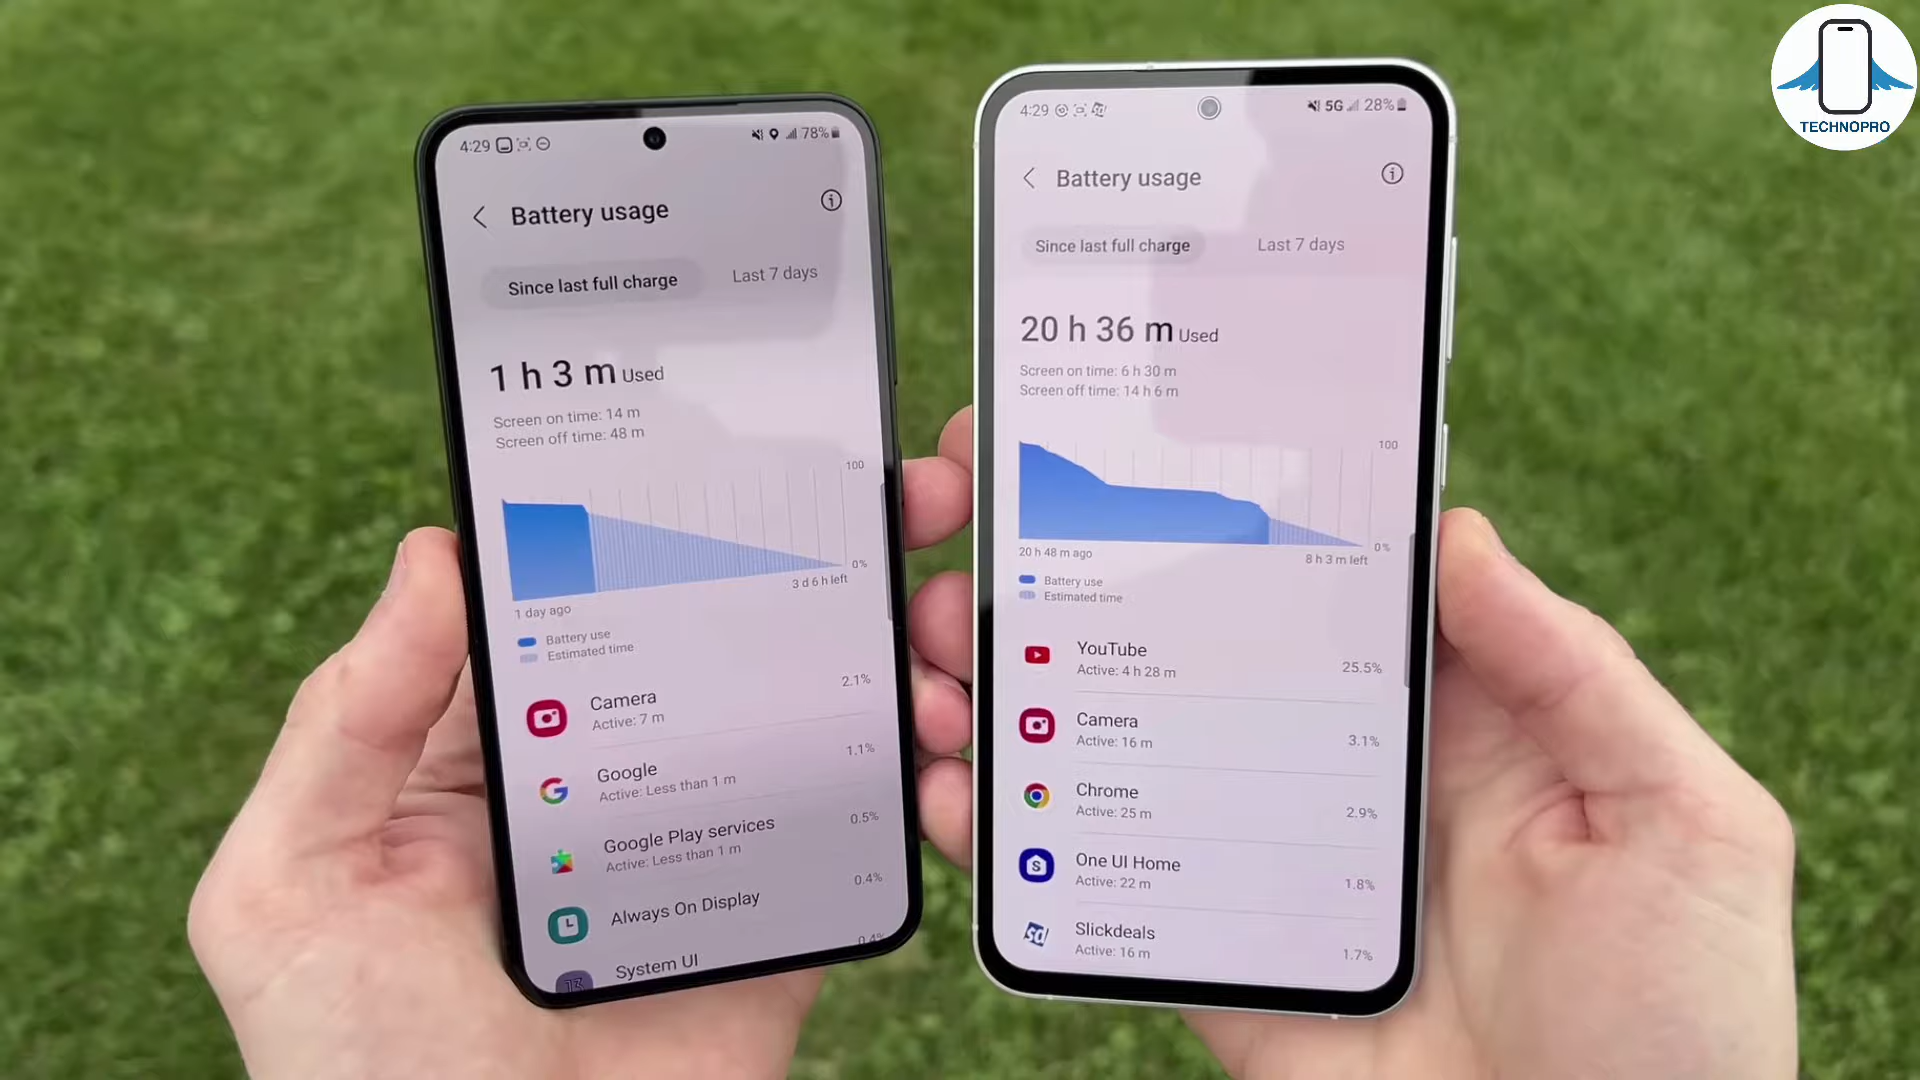 4:29
78%
Battery usage
Since last full charge
Last 7 days
1 h 3 m Used
Screen on time: 14 m
Screen off time: 48 m
100
0%
1 day ago
3 d 6 h left
Battery use
Estimated time
Camera
2.1%
Active: 7 m
Google
1.1%
Active: Less than 1 m
Google Play services
0.5%
Active: Less than 1 m
Always On Display
0.4%
System UI
0.4%
4:29
5G
28%
Battery usage
Since last full charge
Last 7 days
20 h 36 m Used
Screen on time: 6 h 30 m
Screen off time: 14 h 6 m
100
0%
20 h 48 m ago
8 h 3 m left
Battery use
Estimated time
YouTube
Active: 4 h 28 m
25.5%
Camera
Active: 16 m
3.1%
Chrome
Active: 25 m
2.9%
One UI Home
Active: 22 m
1.8%
Slickdeals
Active: 16 m
1.7%
sd
TECHNOPRO